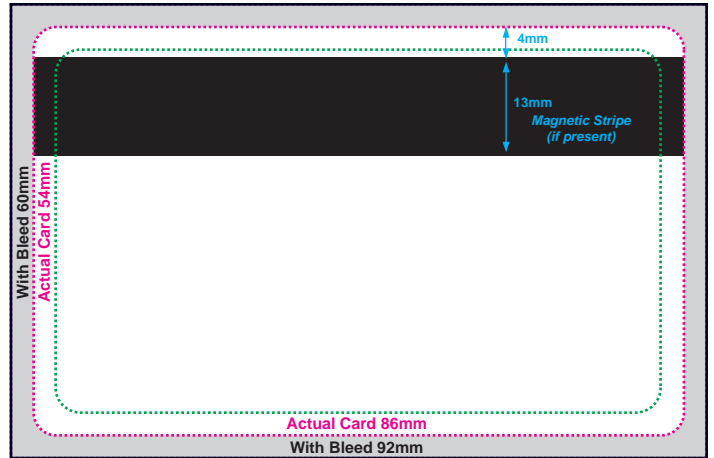 4mm
13mm
Magnetic Stripe
(if present)
With Bleed 60mm
Actual Card 54mm
Actual Card 86mm
With Bleed 92mm